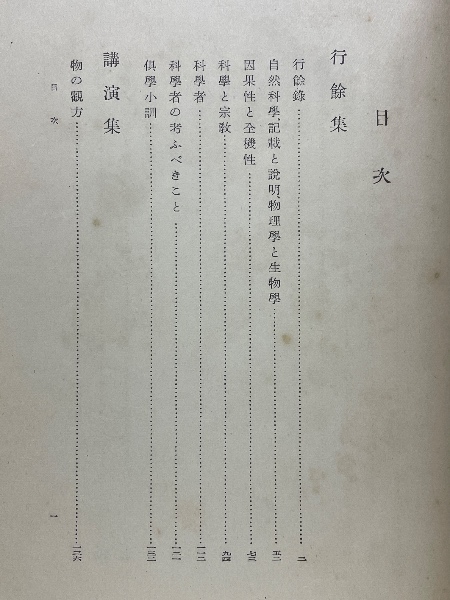 目次
行餘集
行餘錄
自然科學、記載と說明、物理學と生物學
因果性と全機性
科學と宗敎
科學者
科學者の考ふべきこと
俱學小訓
講演集
物の觀方
目次
一